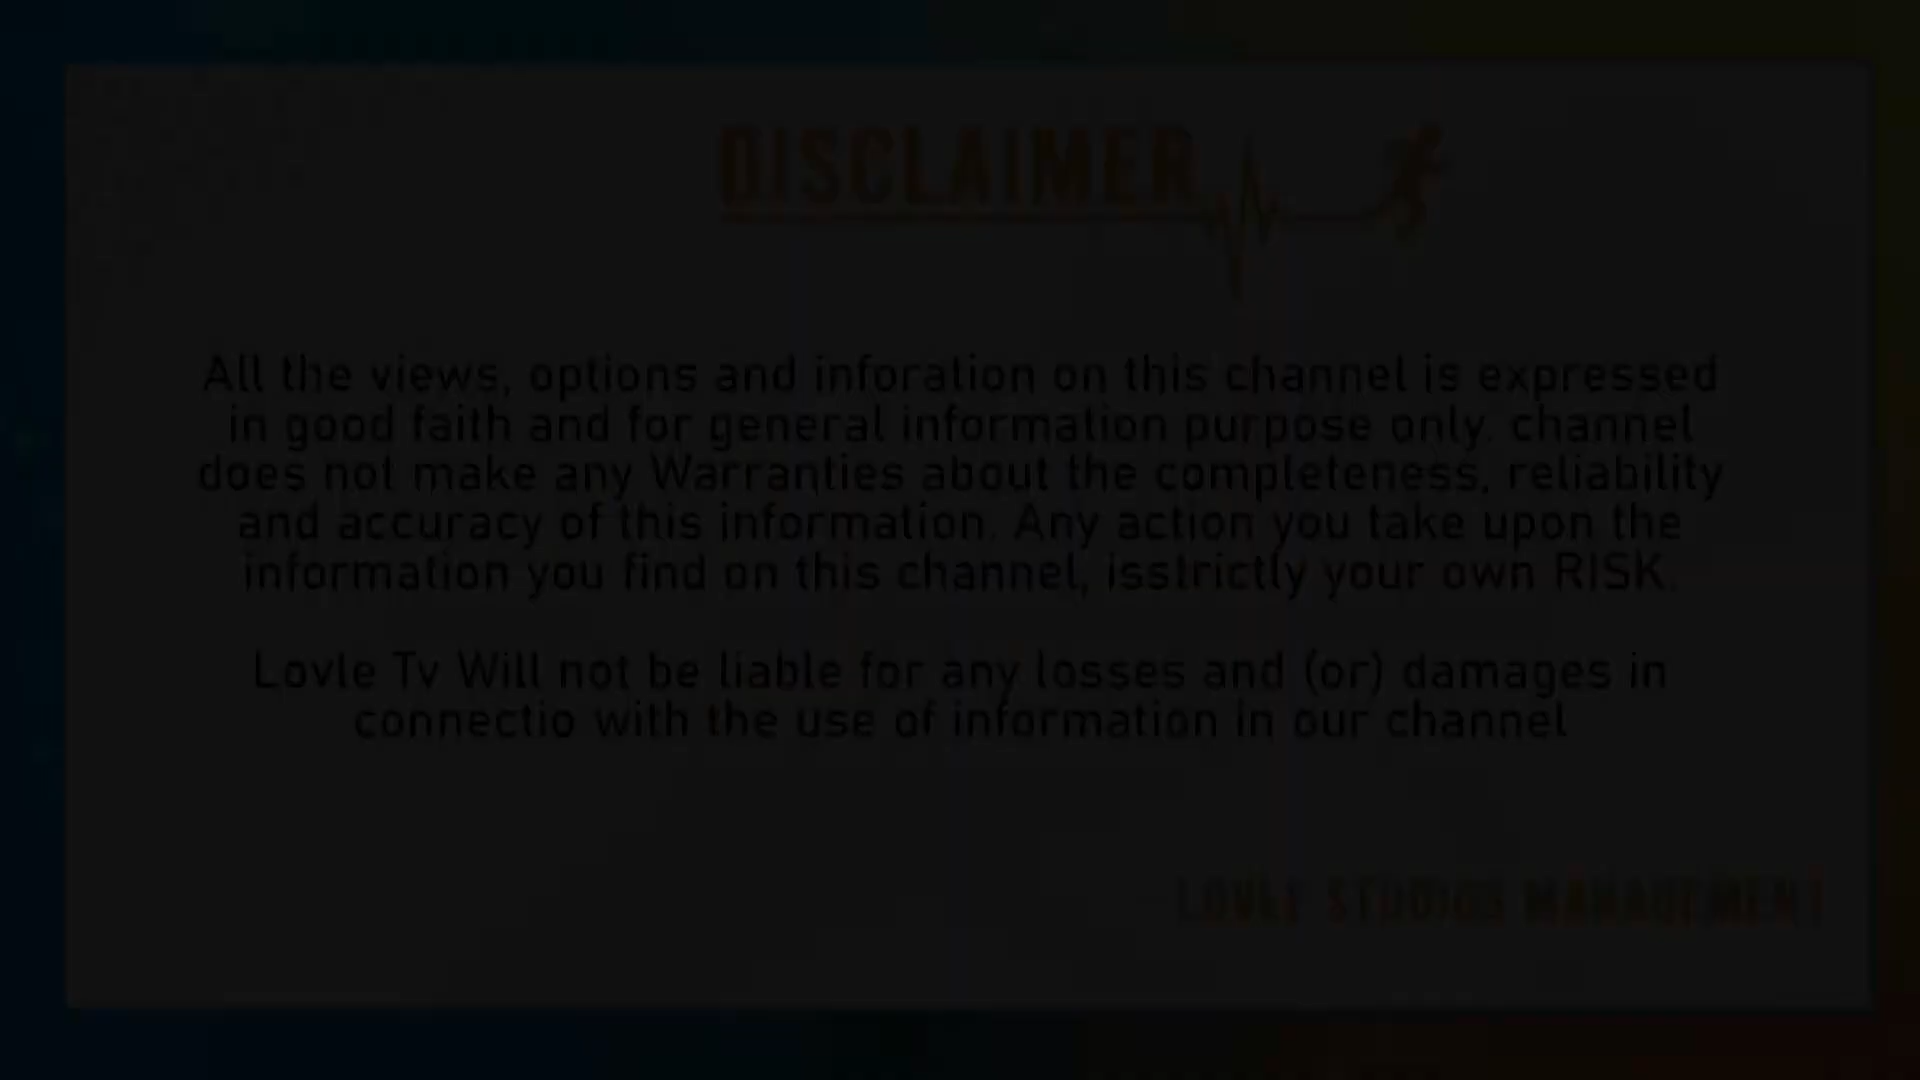 DISCLAIMER
All the views, options and inforation on this channel is expressed
in good faith and for general information purpose only. channel
does not make any Warranties about the completeness, reliability
and accuracy of this information. Any action you take upon the
information you find on this channel, isstrictly your own RISK.
Lovle Tv Will not be liable for any losses and (or) damages in
connectio with the use of information in our channel
LOVLE STUDIOS MANAGEMENT